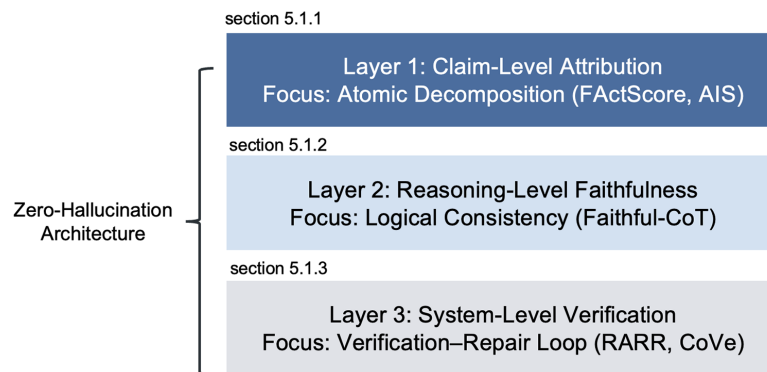 section 5.1.1
Layer 1: Claim-Level Attribution
Focus: Atomic Decomposition (FActScore, AIS)
section 5.1.2
Layer 2: Reasoning-Level Faithfulness
Focus: Logical Consistency (Faithful-CoT)
Zero-Hallucination
Architecture
section 5.1.3
Layer 3: System-Level Verification
Focus: Verification–Repair Loop (RARR, CoVe)